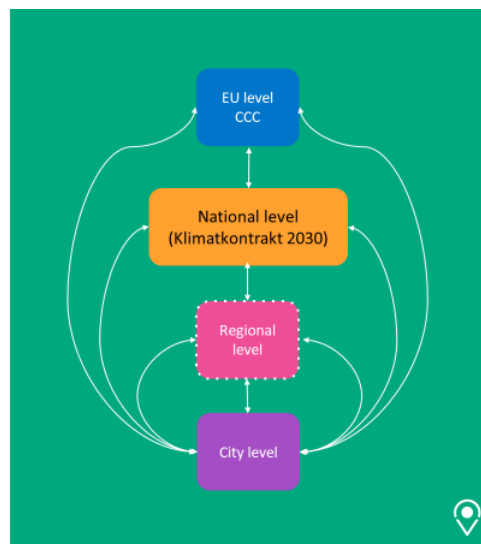 EU level
CCC
National level
(Klimatkontrakt 2030)
Regional
level
City level